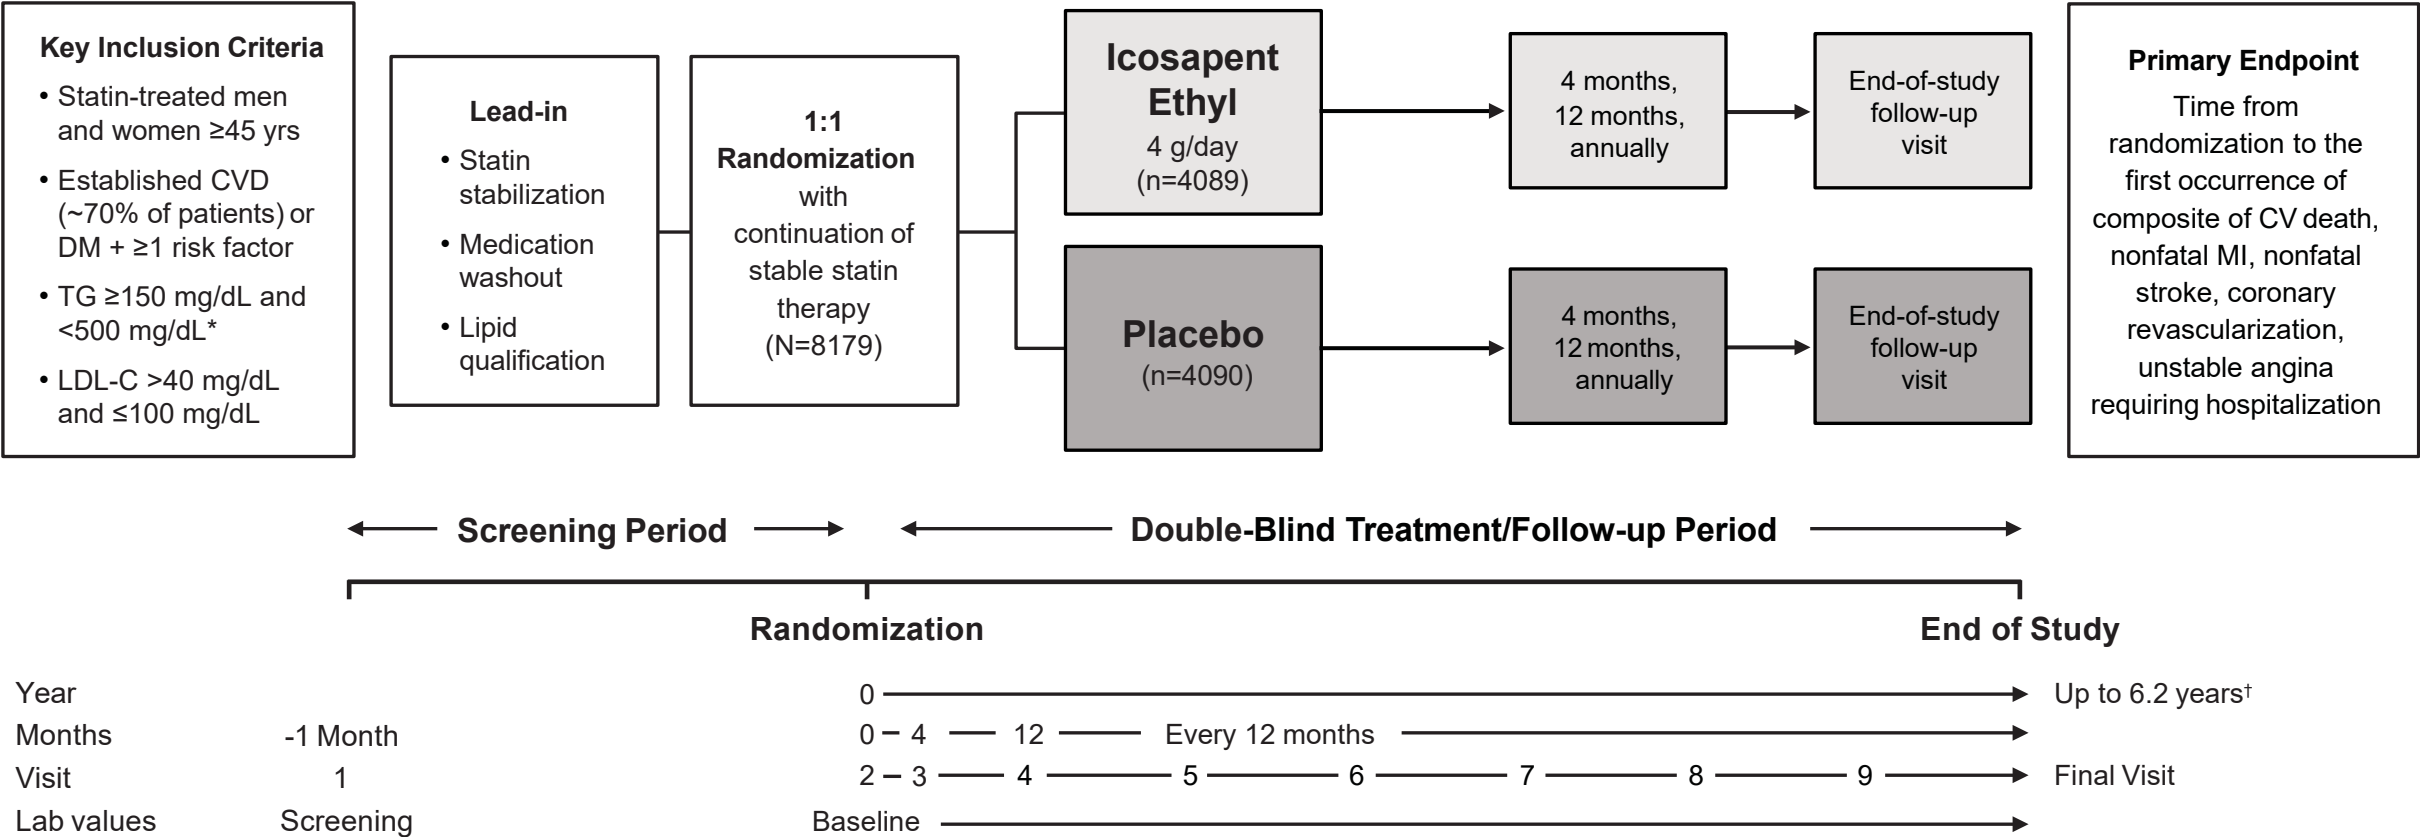 Key Inclusion Criteria
• Statin-treated men
and women ≥45 yrs
• Established CVD
(~70% of patients) or
DM + ≥1 risk factor
• TG ≥150 mg/dL and
<500 mg/dL*
• LDL-C >40 mg/dL
and ≤100 mg/dL
Lead-in
• Statin
stabilization
• Medication
washout
• Lipid
qualification
1:1
Randomization
with
continuation of
stable statin
therapy
(N=8179)
Icosapent
Ethyl
4 g/day
(n=4089)
4 months,
12 months,
annually
End-of-study
follow-up
visit
Placebo
(n=4090)
4 months,
12 months,
annually
End-of-study
follow-up
visit
Primary Endpoint
Time from
randomization to the
first occurrence of
composite of CV death,
nonfatal MI, nonfatal
stroke, coronary
revascularization,
unstable angina
requiring hospitalization
Screening Period
Double-Blind Treatment/Follow-up Period
Randomization
End of Study
Year 0 Up to 6.2 years†
Months -1 Month 0 4 12 Every 12 months
Visit 1 2 3 4 5 6 7 8 9 Final Visit
Lab values Screening Baseline